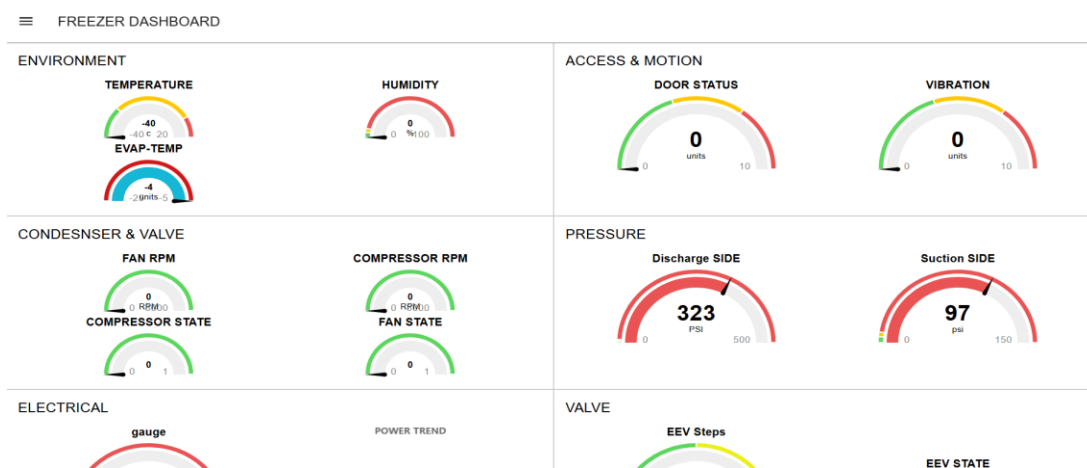 FREEZER DASHBOARD
ENVIRONMENT
TEMPERATURE
-40
-40 c 20
HUMIDITY
0
0 % 100
EVAP-TEMP
-4
units -5
ACCESS & MOTION
DOOR STATUS
0
units
0 10
VIBRATION
0
units
0 10
CONDESNSER & VALVE
FAN RPM
0
0 RPM
COMPRESSOR RPM
0
0 RPM
COMPRESSOR STATE
0
0 1
FAN STATE
0
0 1
PRESSURE
Discharge SIDE
323
PSI
0 500
Suction SIDE
97
psi
0 150
ELECTRICAL
gauge
POWER TREND
VALVE
EEV Steps
EEV STATE